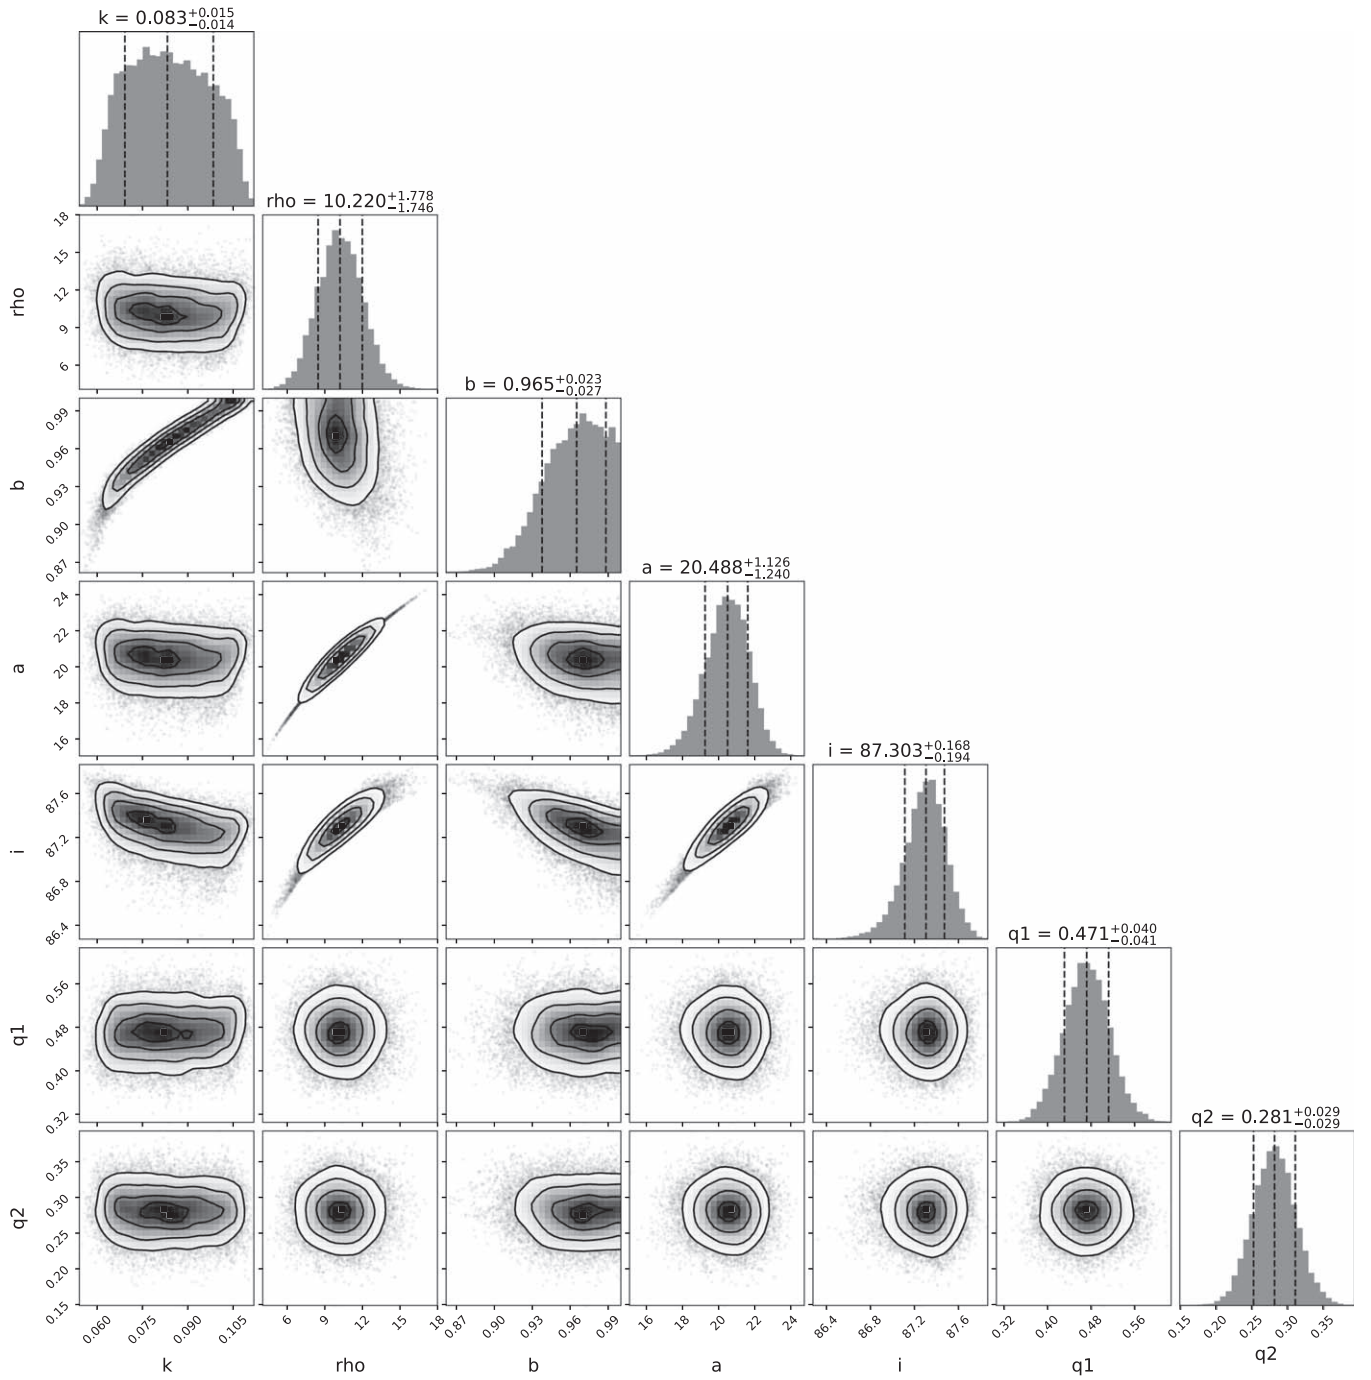 k = 0.083+0.015−0.014
rho = 10.220+1.778−1.746
18
15
12
9
6
rho
b = 0.965+0.023−0.027
0.99
0.96
0.93
0.90
0.87
b
a = 20.488+1.126−1.240
24
22
20
18
16
a
i = 87.303+0.168−0.194
87.6
87.2
86.8
86.4
i
q1 = 0.471+0.040−0.041
0.56
0.48
0.40
0.32
q1
q2 = 0.281+0.029−0.029
0.35
0.30
0.25
0.20
0.15
q2
0.060 0.075 0.090 0.105
6 9 12 15 18
0.87 0.90 0.93 0.96 0.99
16 18 20 22 24
86.4 86.8 87.2 87.6
0.32 0.40 0.48 0.56
0.15 0.20 0.25 0.30 0.35
k rho b a i q1 q2